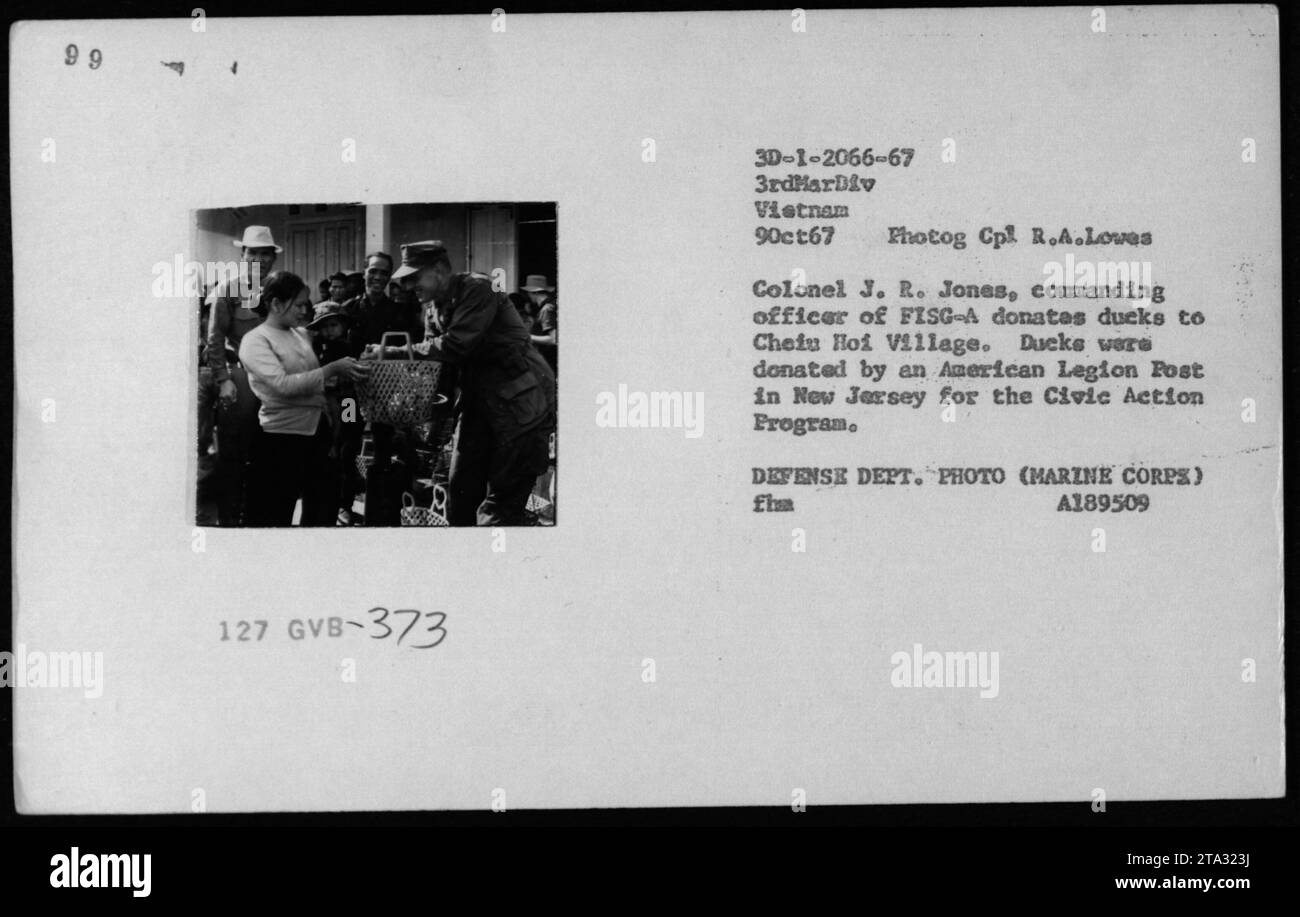 99
3D-1-2066-67
3rdMarDiv
Vietnam
9Oct67 Photog Cpl R.A.Lowes
Colonel J. R. Jones, commanding
officer of FISG-A donates ducks to
Cheiu Hoi Village. Ducks were
donated by an American Legion Post
in New Jersey for the Civic Action
Program.
DEFENSE DEPT. PHOTO (MARINE CORPS)
fhm A189509
127 GVB-373
alamy
alamy
alamy
alamy
a alamy
Image ID: 2TA323J
www.alamy.com